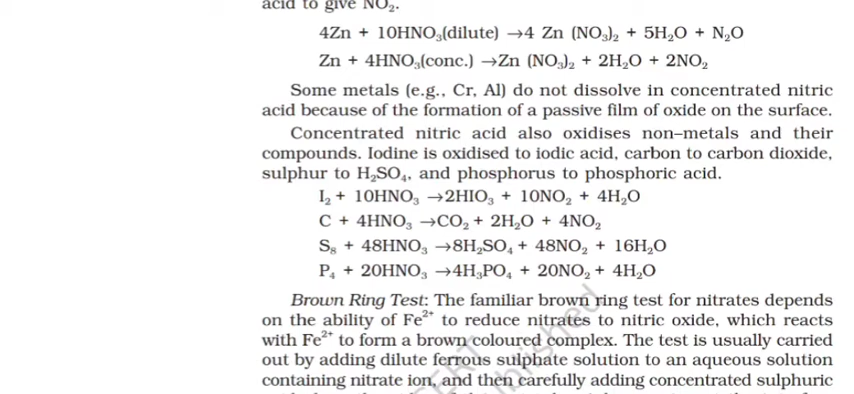 acid to give NO₂.
4Zn + 10HNO₃(dilute) →4 Zn (NO₃)₂ + 5H₂O + N₂O
Zn + 4HNO₃(conc.) →Zn (NO₃)₂ + 2H₂O + 2NO₂
Some metals (e.g., Cr, Al) do not dissolve in concentrated nitric
acid because of the formation of a passive film of oxide on the surface.
Concentrated nitric acid also oxidises non–metals and their
compounds. Iodine is oxidised to iodic acid, carbon to carbon dioxide,
sulphur to H₂SO₄, and phosphorus to phosphoric acid.
I₂ + 10HNO₃ →2HIO₃ + 10NO₂ + 4H₂O
C + 4HNO₃ →CO₂ + 2H₂O + 4NO₂
S₈ + 48HNO₃ →8H₂SO₄ + 48NO₂ + 16H₂O
P₄ + 20HNO₃ →4H₃PO₄ + 20NO₂ + 4H₂O
Brown Ring Test: The familiar brown ring test for nitrates depends
on the ability of Fe²⁺ to reduce nitrates to nitric oxide, which reacts
with Fe²⁺ to form a brown coloured complex. The test is usually carried
out by adding dilute ferrous sulphate solution to an aqueous solution
containing nitrate ion, and then carefully adding concentrated sulphuric